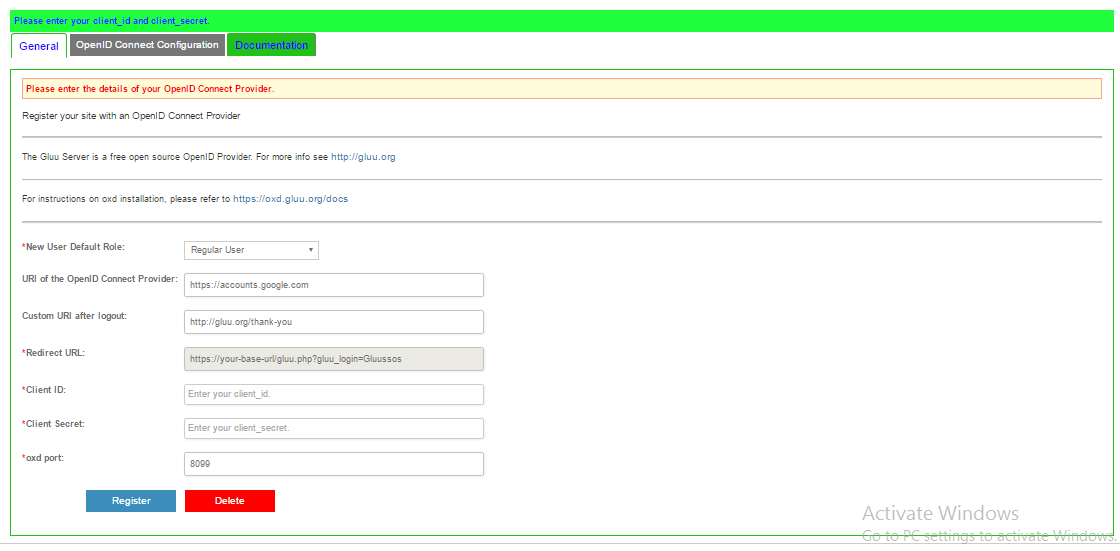 Please enter your client_id and client_secret.
General OpenID Connect Configuration Documentation
Please enter the details of your OpenID Connect Provider.
Register your site with an OpenID Connect Provider
The Gluu Server is a free open source OpenID Provider. For more info see http://gluu.org
For instructions on oxd installation, please refer to https://oxd.gluu.org/docs
*New User Default Role: Regular User
URI of the OpenID Connect Provider: https://accounts.google.com
Custom URI after logout: http://gluu.org/thank-you
*Redirect URL: https://your-base-url/gluu.php?gluu_login=Gluussos
*Client ID: Enter your client_id.
*Client Secret: Enter your client_secret.
*oxd port: 8099
Register Delete
Activate Windows
Go to PC settings to activate Windows.